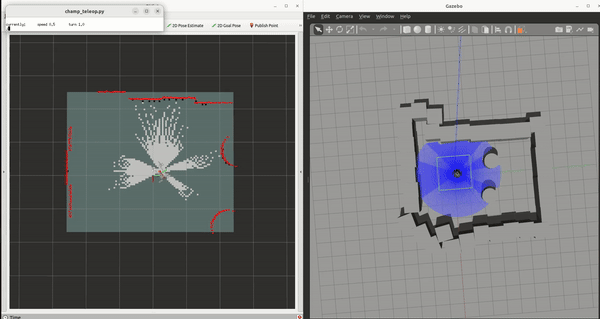 champ_teleop.py
currently: speed 0.5 turn 1.0
2D Pose Estimate 2D Goal Pose Publish Point
Time
Gazebo
File Edit Camera View Window Help